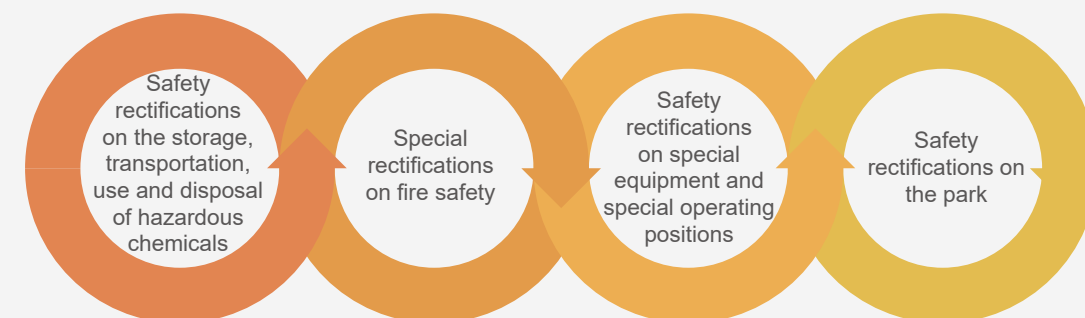 Safety
rectifications
on the storage,
transportation,
use and disposal
of hazardous
chemicals
Special
rectifications
on fire safety
Safety
rectifications
on special
equipment and
special operating
positions
Safety
rectifications on
the park